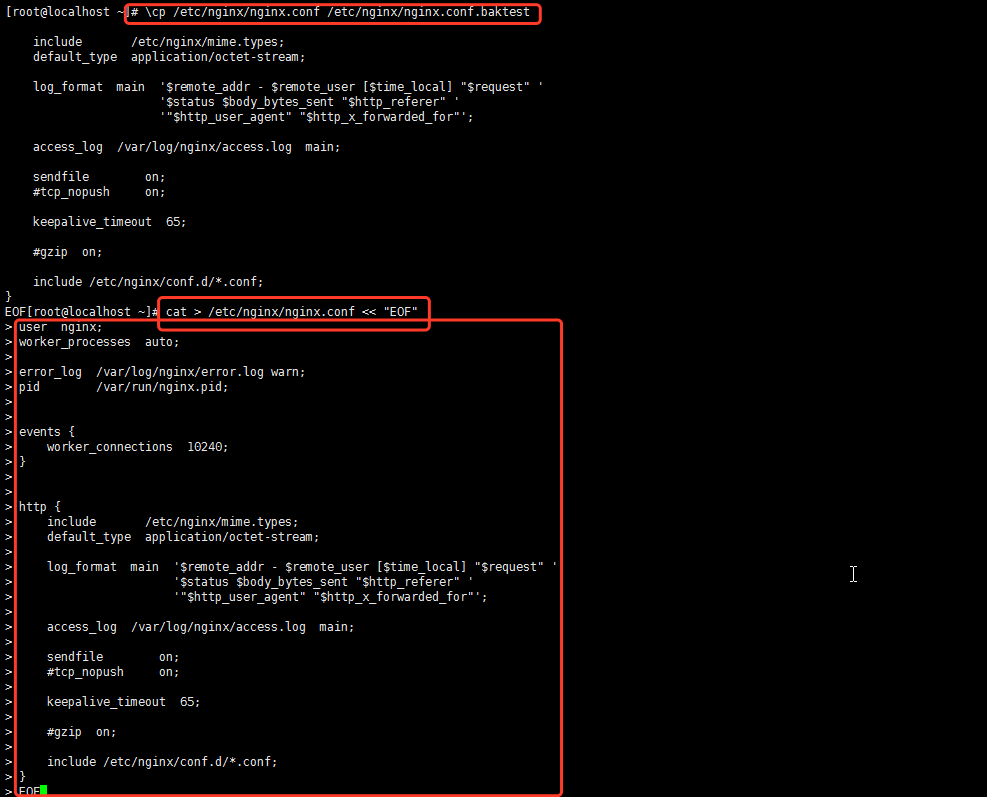 [root@localhost ~]# \cp /etc/nginx/nginx.conf /etc/nginx/nginx.conf.baktest
include       /etc/nginx/mime.types;
default_type  application/octet-stream;
log_format  main  '$remote_addr - $remote_user [$time_local] "$request" '
'$status $body_bytes_sent "$http_referer" '
'"$http_user_agent" "$http_x_forwarded_for"';
access_log  /var/log/nginx/access.log  main;
sendfile        on;
#tcp_nopush     on;
keepalive_timeout  65;
#gzip  on;
include /etc/nginx/conf.d/*.conf;
}
EOF[root@localhost ~]# cat > /etc/nginx/nginx.conf << "EOF"
> user  nginx;
> worker_processes  auto;
>
> error_log  /var/log/nginx/error.log warn;
> pid        /var/run/nginx.pid;
>
>
> events {
>     worker_connections  10240;
> }
>
>
> http {
>     include       /etc/nginx/mime.types;
>     default_type  application/octet-stream;
>
>     log_format  main  '$remote_addr - $remote_user [$time_local] "$request" '
>                       '$status $body_bytes_sent "$http_referer" '
>                       '"$http_user_agent" "$http_x_forwarded_for"';
>
>     access_log  /var/log/nginx/access.log  main;
>
>     sendfile        on;
>     #tcp_nopush     on;
>
>     keepalive_timeout  65;
>
>     #gzip  on;
>
>     include /etc/nginx/conf.d/*.conf;
> }
> EOF